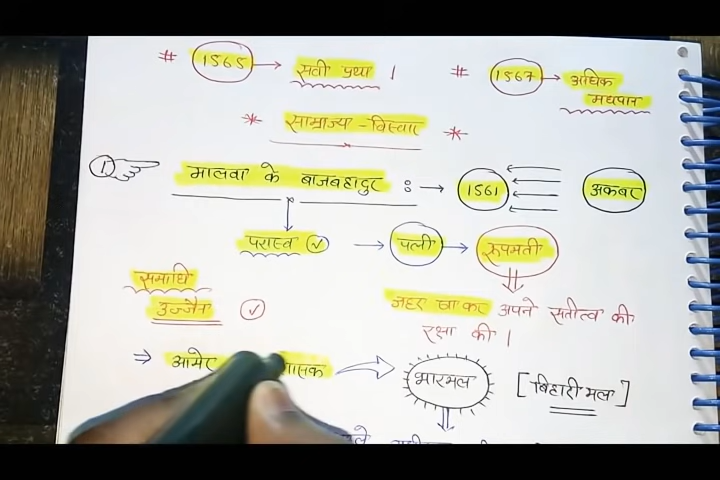 # 1565 → सती प्रथा । # 1567 → अधिक मद्यपान
* साम्राज्य-विस्तार *
① मालवा के बाजबहादुर : → 1561 अकबर
परास्त → पत्नी → रूपमती
समाधि
उज्जैन
जहर खा कर अपने सतीत्व की
रक्षा की ।
⇒ आमेर शासक भारमल [बिहारीमल]